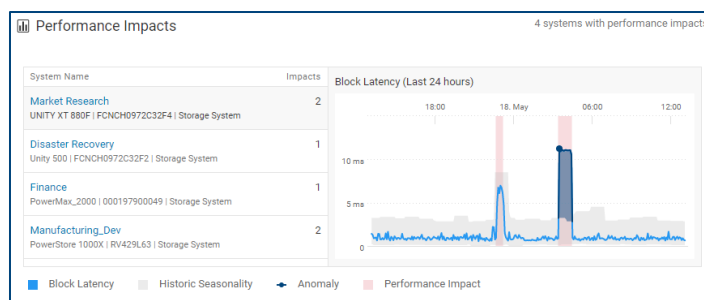 Performance Impacts
4 systems with performance impacts
System Name Impacts
Market Research 2
UNITY XT 880F | FCNCH0972C32F4 | Storage System
Disaster Recovery 1
Unity 500 | FCNCH0972C32F2 | Storage System
Finance 1
PowerMax_2000 | 000197900049 | Storage System
Manufacturing_Dev 2
PowerStore 1000X | RV429L63 | Storage System
Block Latency (Last 24 hours)
18:00 18. May 06:00 12:00
10 ms
5 ms
0
Block Latency Historic Seasonality Anomaly Performance Impact